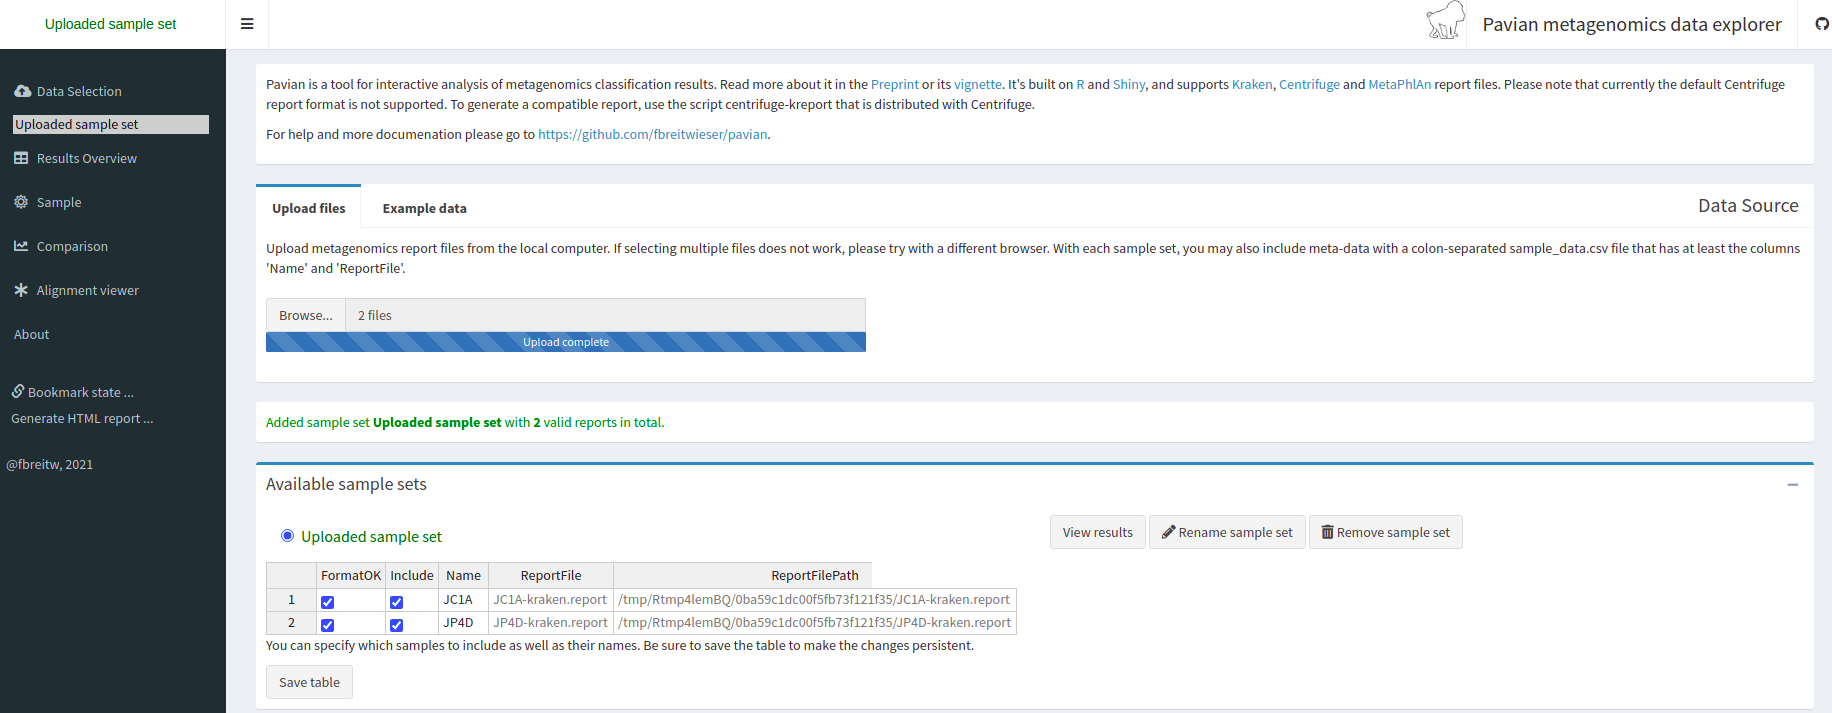 Uploaded sample set
Pavian metagenomics data explorer
Data Selection
Uploaded sample set
Results Overview
Sample
Comparison
Alignment viewer
About
Bookmark state ...
Generate HTML report ...
@fbreitw, 2021
Pavian is a tool for interactive analysis of metagenomics classification results. Read more about it in the Preprint or its vignette. It's built on R and Shiny, and supports Kraken, Centrifuge and MetaPhlAn report files. Please note that currently the default Centrifuge
report format is not supported. To generate a compatible report, use the script centrifuge-kreport that is distributed with Centrifuge.
For help and more documenation please go to https://github.com/fbreitwieser/pavian.
Upload files Example data Data Source
Upload metagenomics report files from the local computer. If selecting multiple files does not work, please try with a different browser. With each sample set, you may also include meta-data with a colon-separated sample_data.csv file that has at least the columns
'Name' and 'ReportFile'.
Browse... 2 files
Upload complete
Added sample set Uploaded sample set with 2 valid reports in total.
Available sample sets
Uploaded sample set View results Rename sample set Remove sample set
FormatOK Include Name ReportFile ReportFilePath
1 JC1A JC1A-kraken.report /tmp/Rtmp4lemBQ/0ba59c1dc00f5fb73f121f35/JC1A-kraken.report
2 JP4D JP4D-kraken.report /tmp/Rtmp4lemBQ/0ba59c1dc00f5fb73f121f35/JP4D-kraken.report
You can specify which samples to include as well as their names. Be sure to save the table to make the changes persistent.
Save table